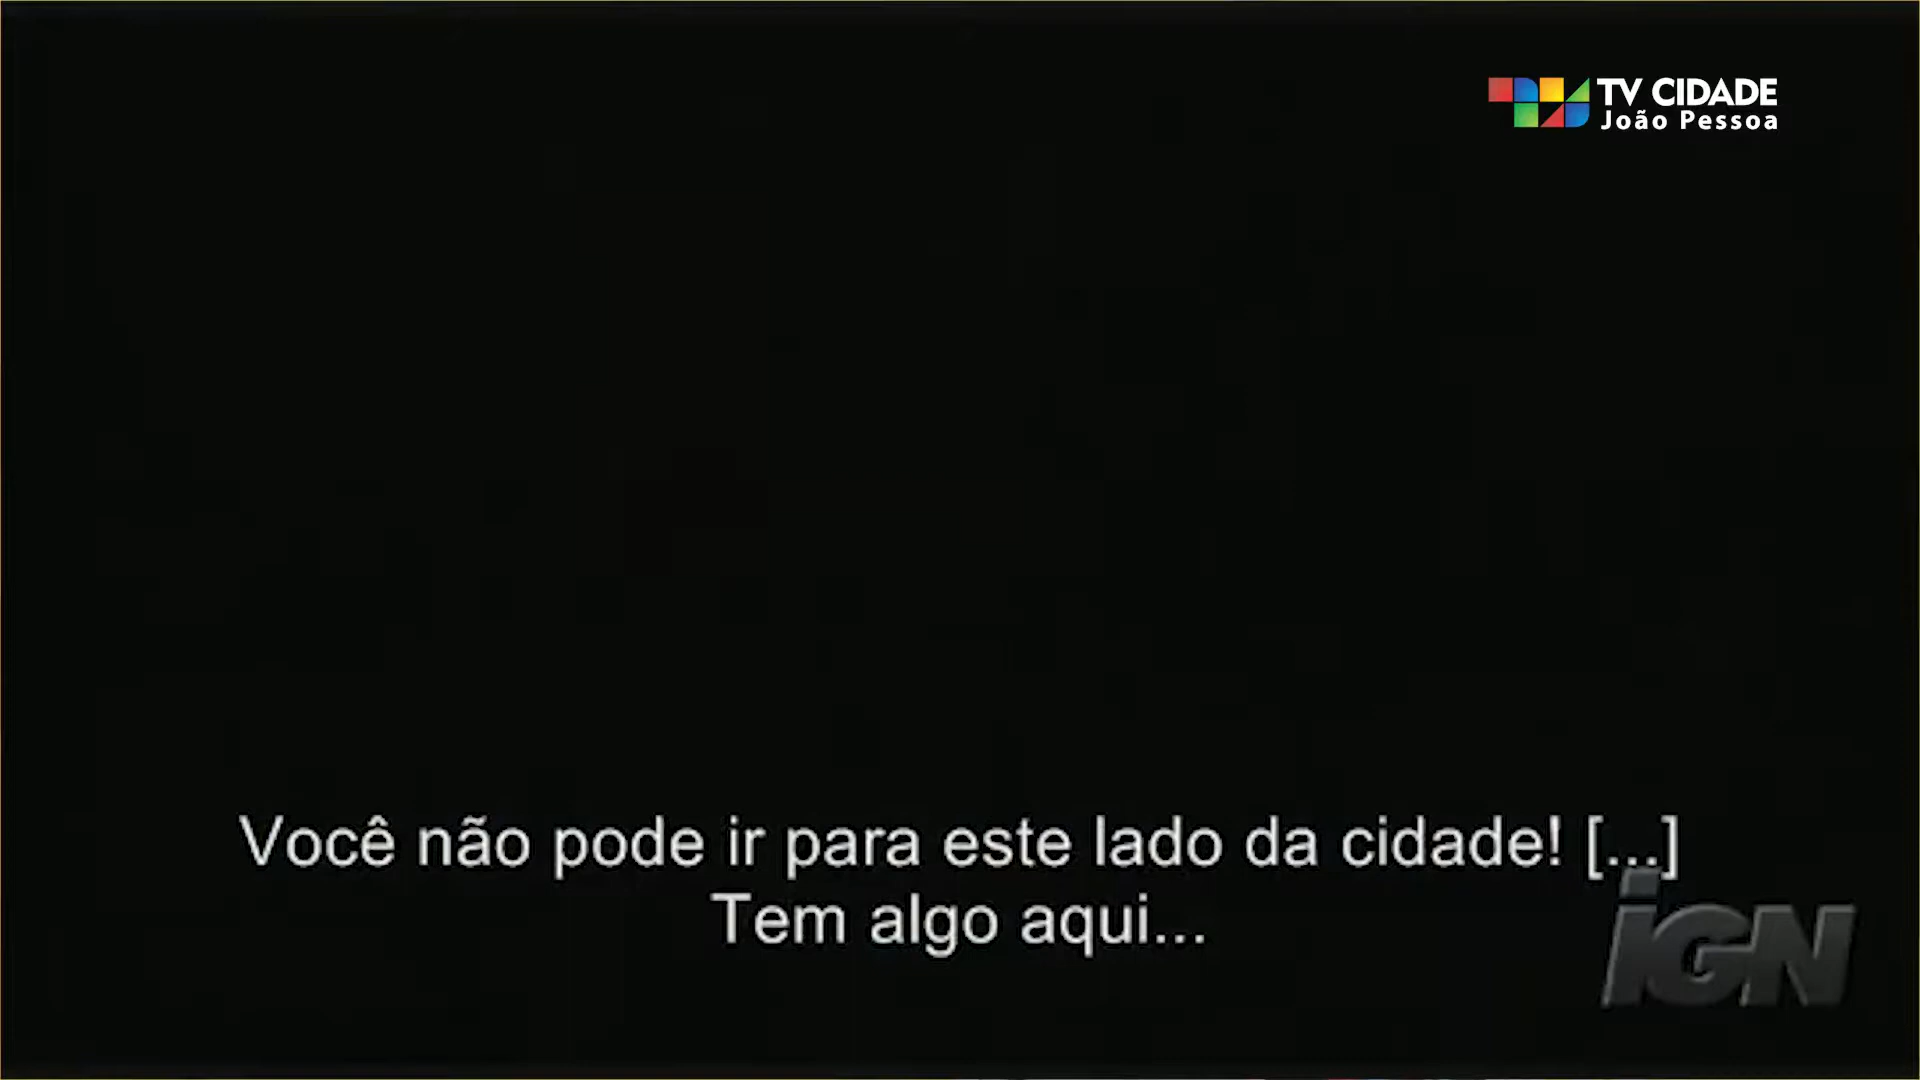 TV CIDADE
João Pessoa
Você não pode ir para este lado da cidade! [...]
Tem algo aqui...
IGN